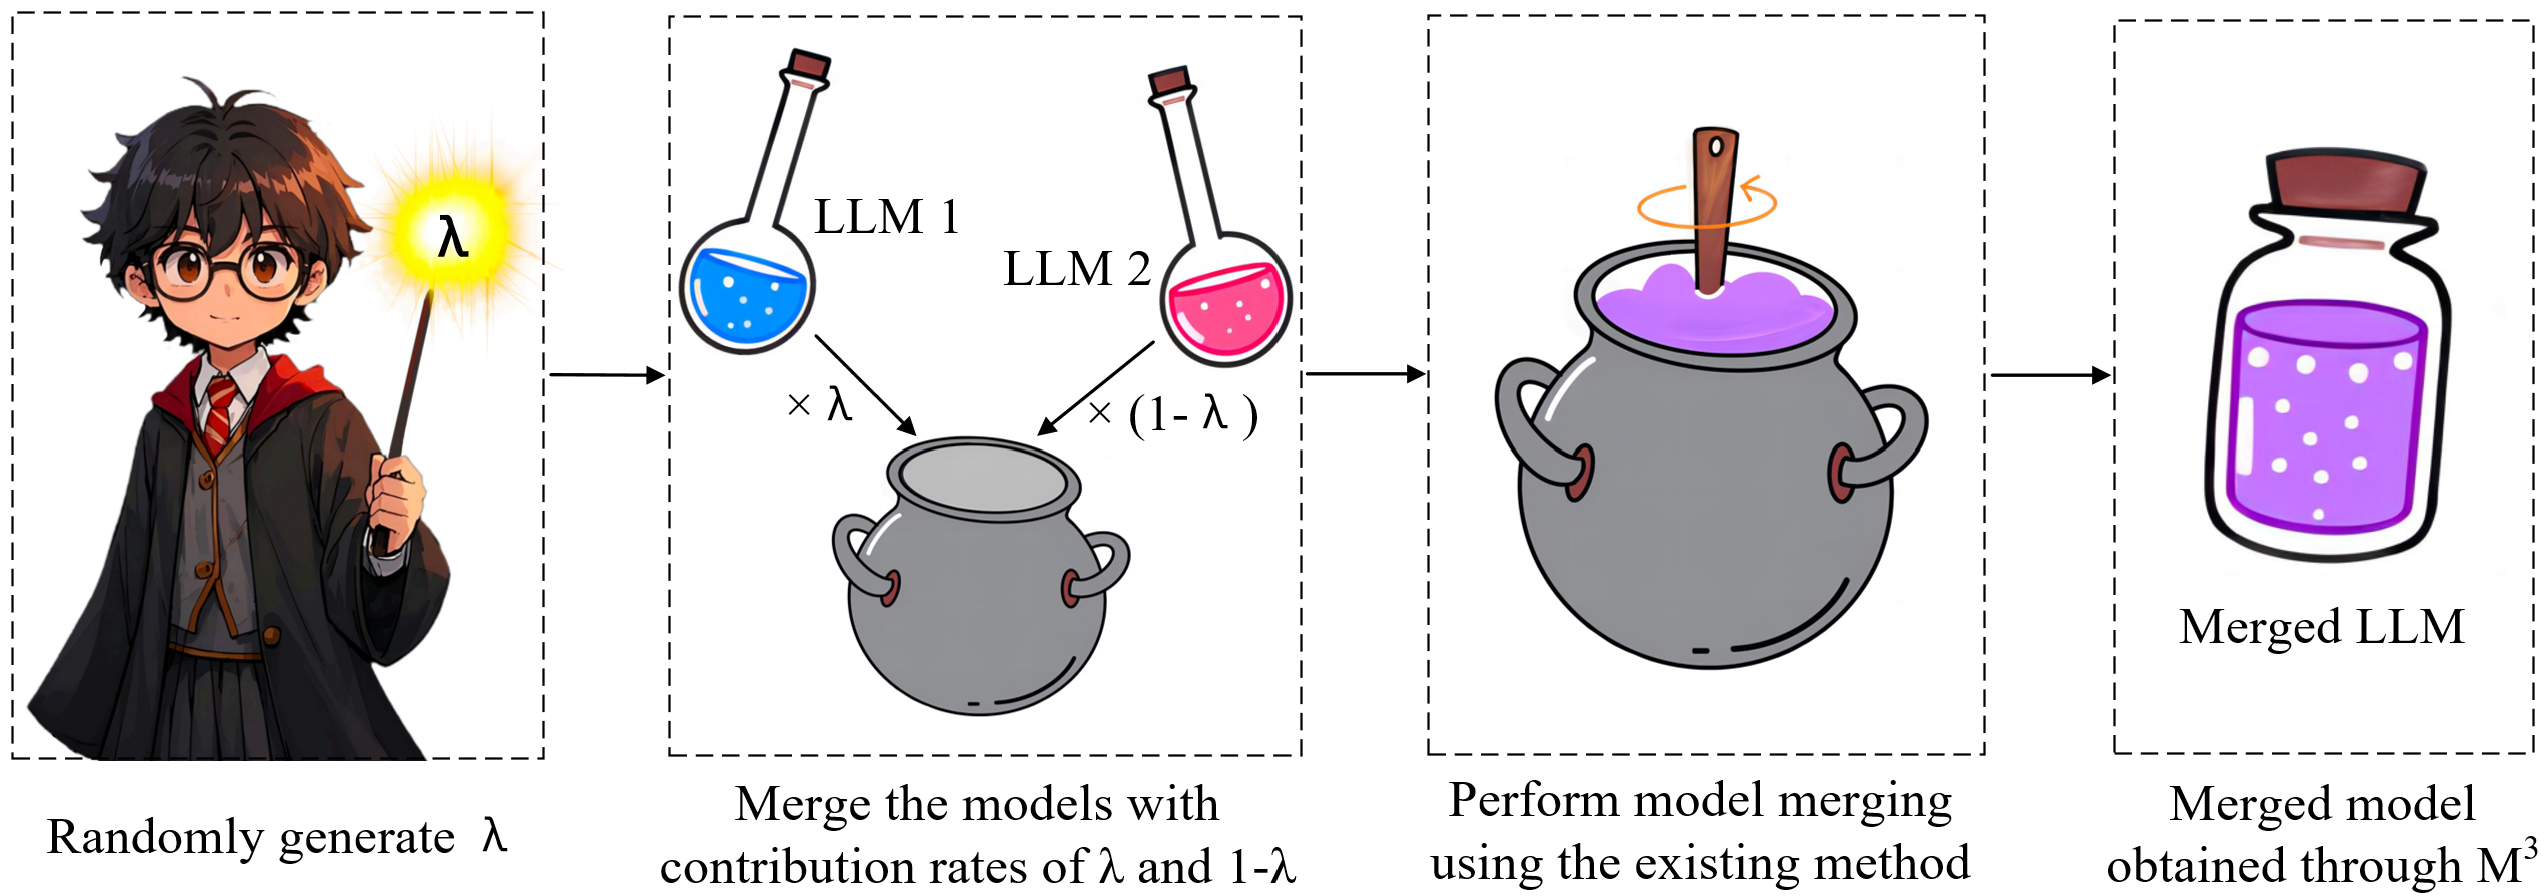 λ
Randomly generate λ
LLM 1
LLM 2
× λ
× (1- λ )
Merge the models with
contribution rates of λ and 1-λ
Perform model merging
using the existing method
Merged LLM
Merged model
obtained through M³